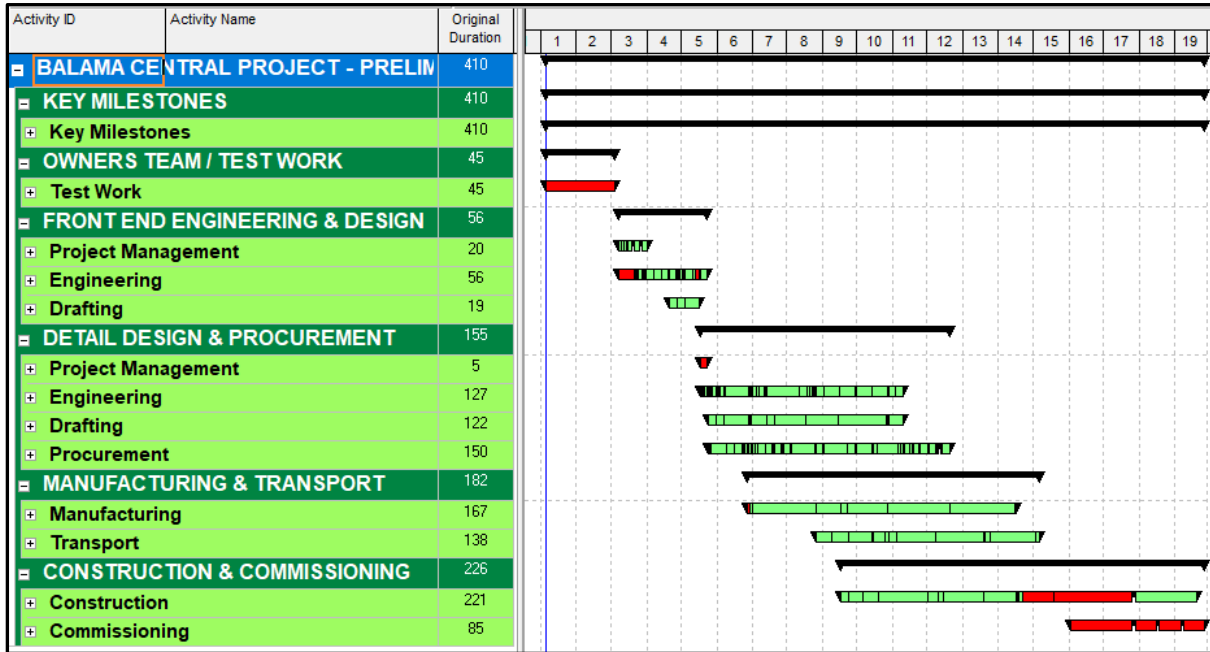 Activity ID Activity Name Original Duration
1 2 3 4 5 6 7 8 9 10 11 12 13 14 15 16 17 18 19
BALAMA CENTRAL PROJECT - PRELIM 410
KEY MILESTONES 410
Key Milestones 410
OWNERS TEAM / TEST WORK 45
Test Work 45
FRONT END ENGINEERING & DESIGN 56
Project Management 20
Engineering 56
Drafting 19
DETAIL DESIGN & PROCUREMENT 155
Project Management 5
Engineering 127
Drafting 122
Procurement 150
MANUFACTURING & TRANSPORT 182
Manufacturing 167
Transport 138
CONSTRUCTION & COMMISSIONING 226
Construction 221
Commissioning 85